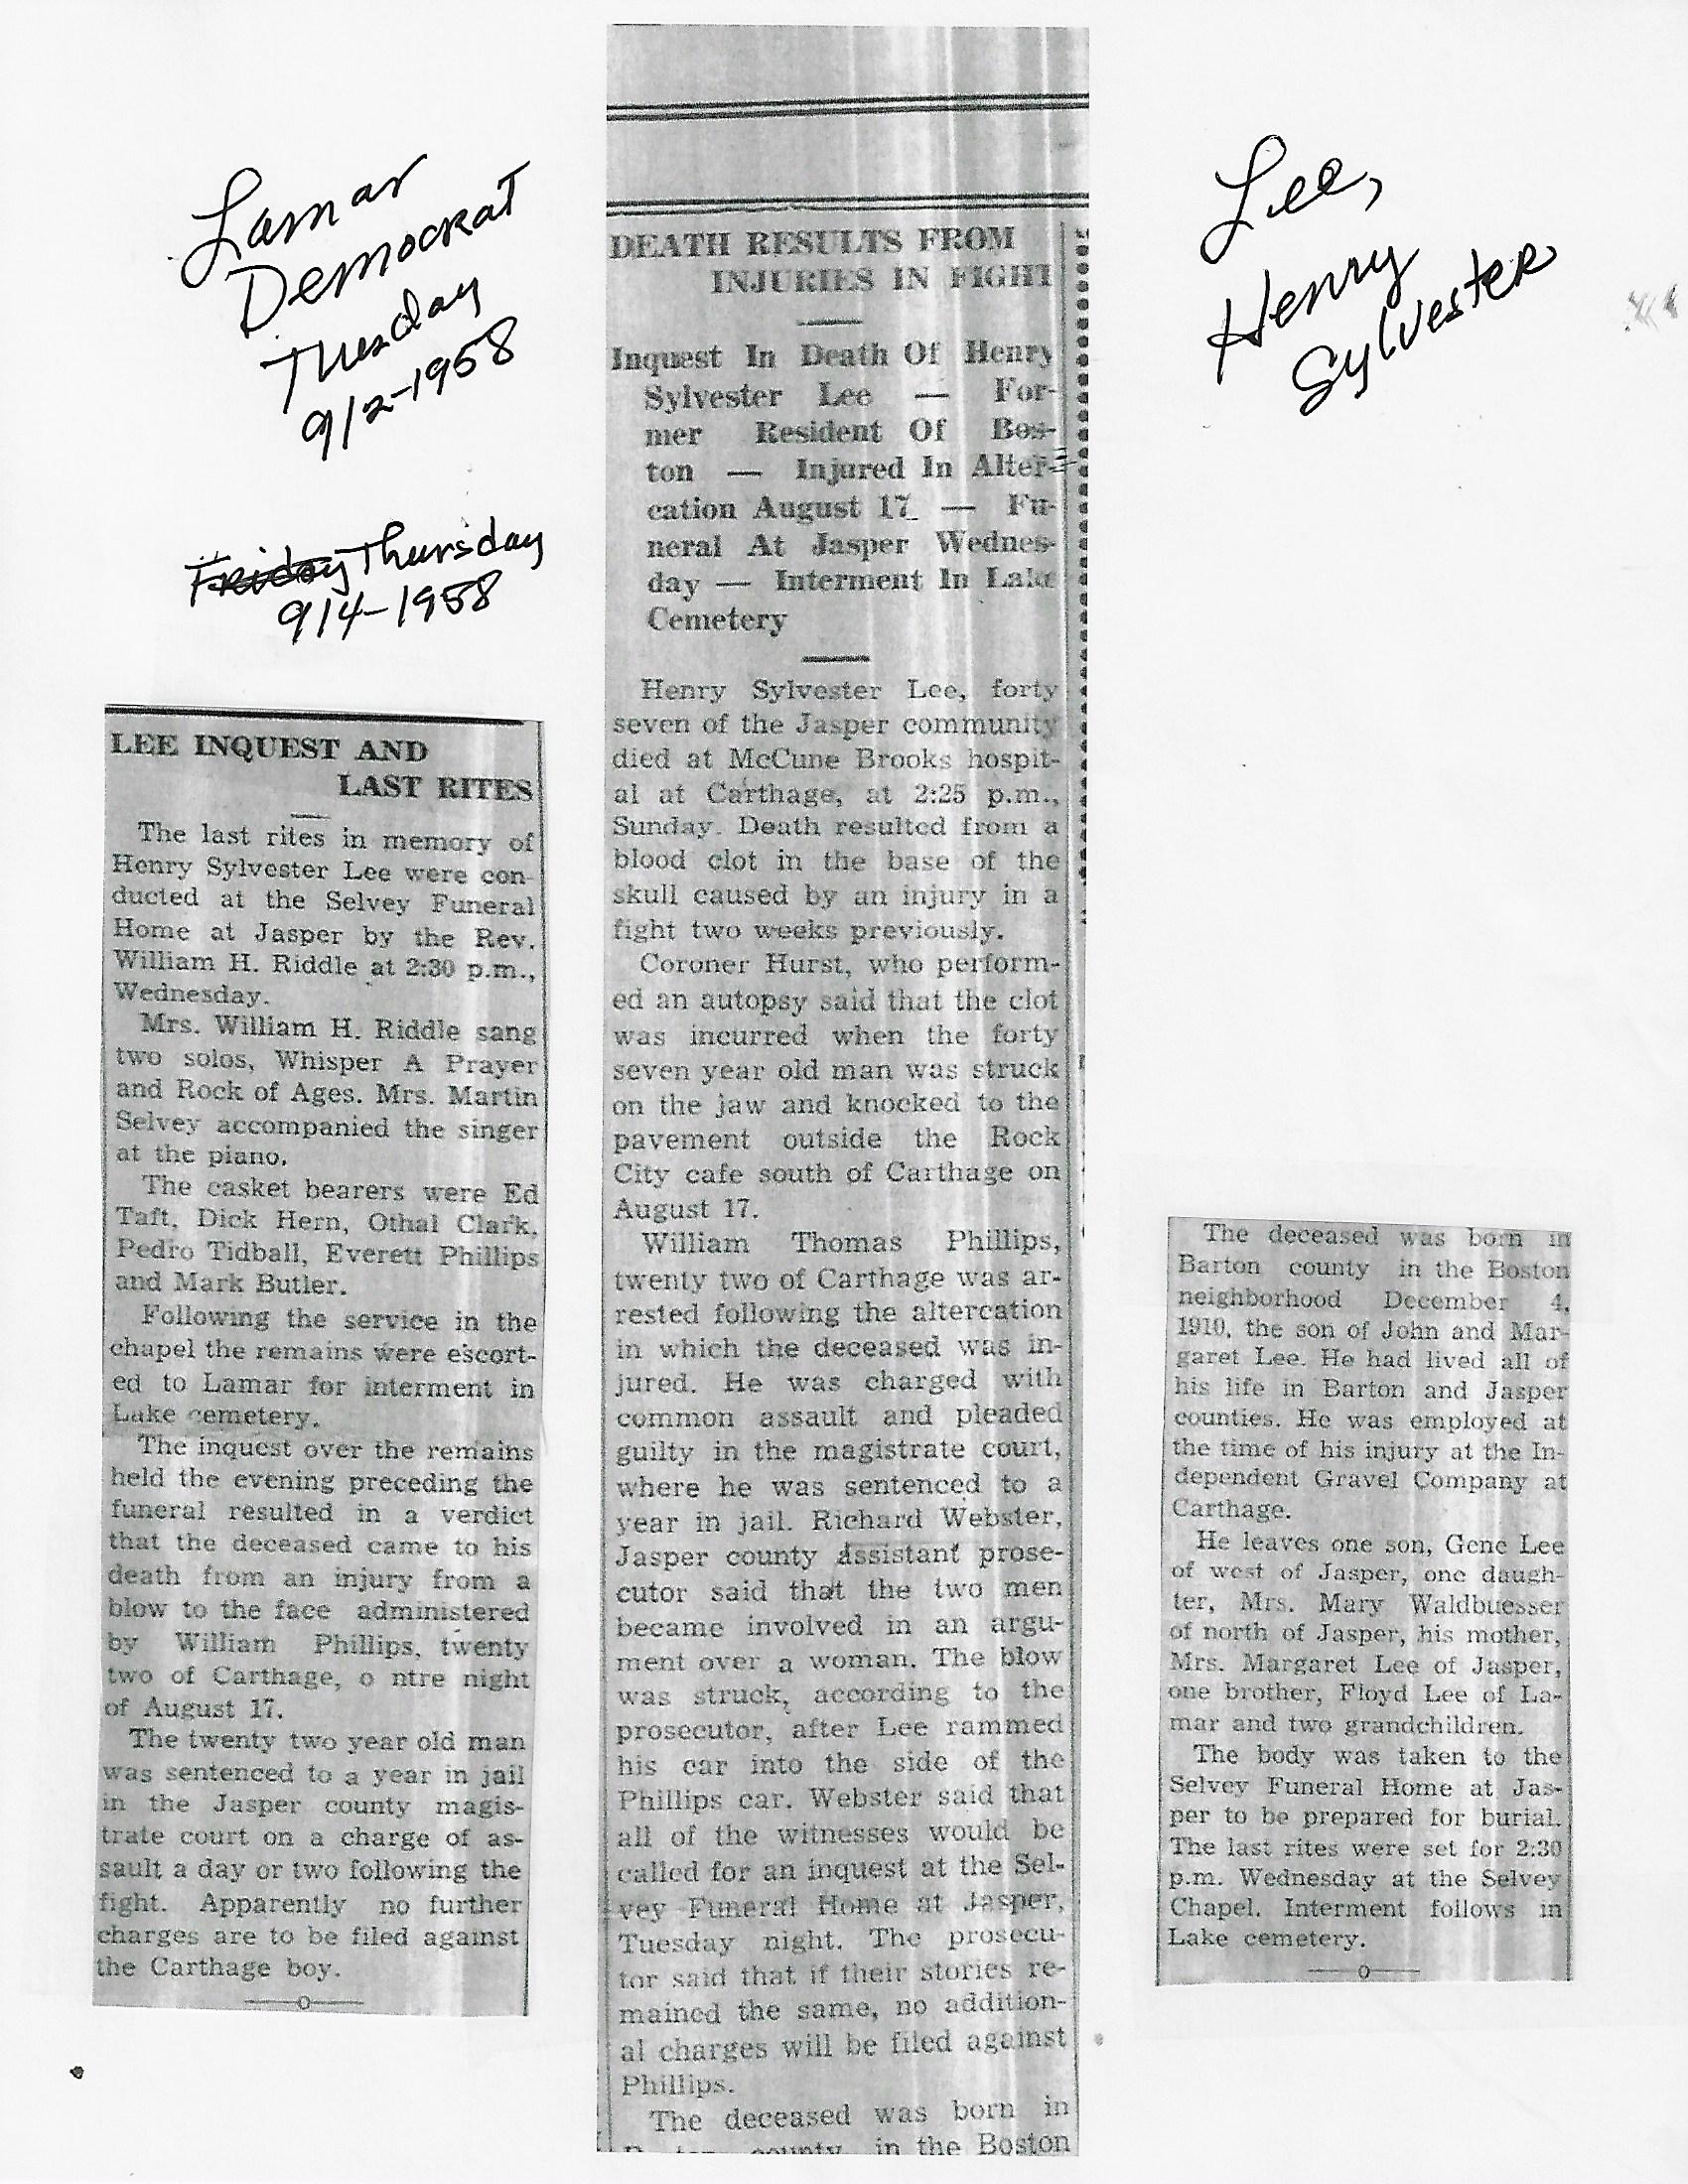 Lamar
Democrat
Tuesday
9/2-1958
Friday Thursday
9/4-1958
Lee,
Henry
Sylvester
LEE INQUEST AND
LAST RITES
The last rites in memory of
Henry Sylvester Lee were con-
ducted at the Selvey Funeral
Home at Jasper by the Rev.
William H. Riddle at 2:30 p.m.,
Wednesday.
Mrs. William H. Riddle sang
two solos, Whisper A Prayer
and Rock of Ages. Mrs. Martin
Selvey accompanied the singer
at the piano.
The casket bearers were Ed
Taft, Dick Hern, Othal Clark,
Pedro Tidball, Everett Phillips
and Mark Butler.
Following the service in the
chapel the remains were escort-
ed to Lamar for interment in
Lake cemetery.
The inquest over the remains
held the evening preceding the
funeral resulted in a verdict
that the deceased came to his
death from an injury from a
blow to the face administered
by William Phillips, twenty
two of Carthage, o ntre night
of August 17.
The twenty two year old man
was sentenced to a year in jail
in the Jasper county magis-
trate court on a charge of as-
sault a day or two following the
fight. Apparently no further
charges are to be filed against
the Carthage boy.
—o—
DEATH RESULTS FROM
INJURIES IN FIGHT
Inquest In Death Of Henry
Sylvester Lee — For-
mer Resident Of Bos-
ton — Injured In Alter-
cation August 17 — Fu-
neral At Jasper Wednes-
day — Interment In Lake
Cemetery
Henry Sylvester Lee, forty
seven of the Jasper community
died at McCune Brooks hospit-
al at Carthage, at 2:25 p.m.,
Sunday. Death resulted from a
blood clot in the base of the
skull caused by an injury in a
fight two weeks previously.
Coroner Hurst, who perform-
ed an autopsy said that the clot
was incurred when the forty
seven year old man was struck
on the jaw and knocked to the
pavement outside the Rock
City cafe south of Carthage on
August 17.
William Thomas Phillips,
twenty two of Carthage was ar-
rested following the altercation
in which the deceased was in-
jured. He was charged with
common assault and pleaded
guilty in the magistrate court,
where he was sentenced to a
year in jail. Richard Webster,
Jasper county assistant prose-
cutor said that the two men
became involved in an argu-
ment over a woman. The blow
was struck, according to the
prosecutor, after Lee rammed
his car into the side of the
Phillips car. Webster said that
all of the witnesses would be
called for an inquest at the Sel-
vey Funeral Home at Jasper,
Tuesday night. The prosecu-
tor said that if their stories re-
mained the same, no addition-
al charges will be filed against
Phillips.
The deceased was born in
county in the Boston
The deceased was born in
Barton county in the Boston
neighborhood December 4,
1910, the son of John and Mar-
garet Lee. He had lived all of
his life in Barton and Jasper
counties. He was employed at
the time of his injury at the In-
dependent Gravel Company at
Carthage.
He leaves one son, Gene Lee
of west of Jasper, one daugh-
ter, Mrs. Mary Waldbuesser
of north of Jasper, his mother,
Mrs. Margaret Lee of Jasper,
one brother, Floyd Lee of La-
mar and two grandchildren.
The body was taken to the
Selvey Funeral Home at Jas-
per to be prepared for burial.
The last rites were set for 2:30
p.m. Wednesday at the Selvey
Chapel. Interment follows in
Lake cemetery.
—o—